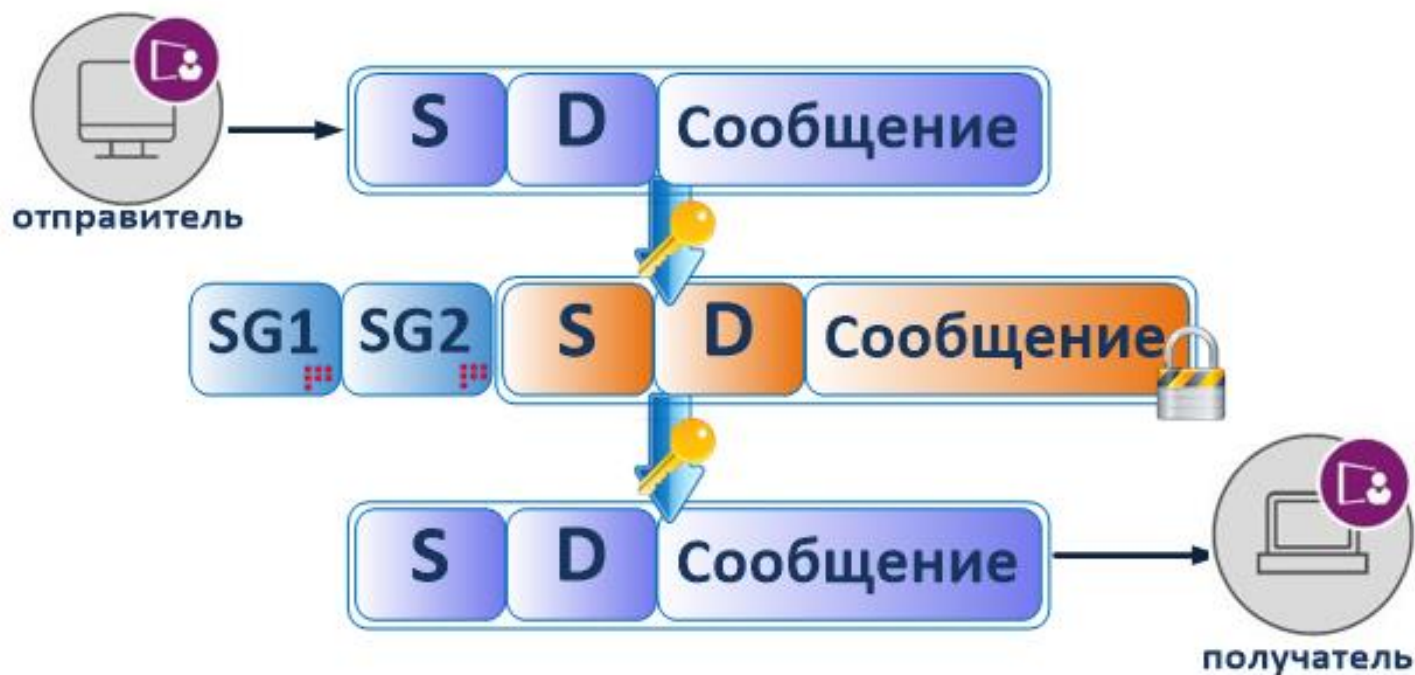 S D Сообщение
отправитель
SG1 SG2 S D Сообщение
S D Сообщение
получатель